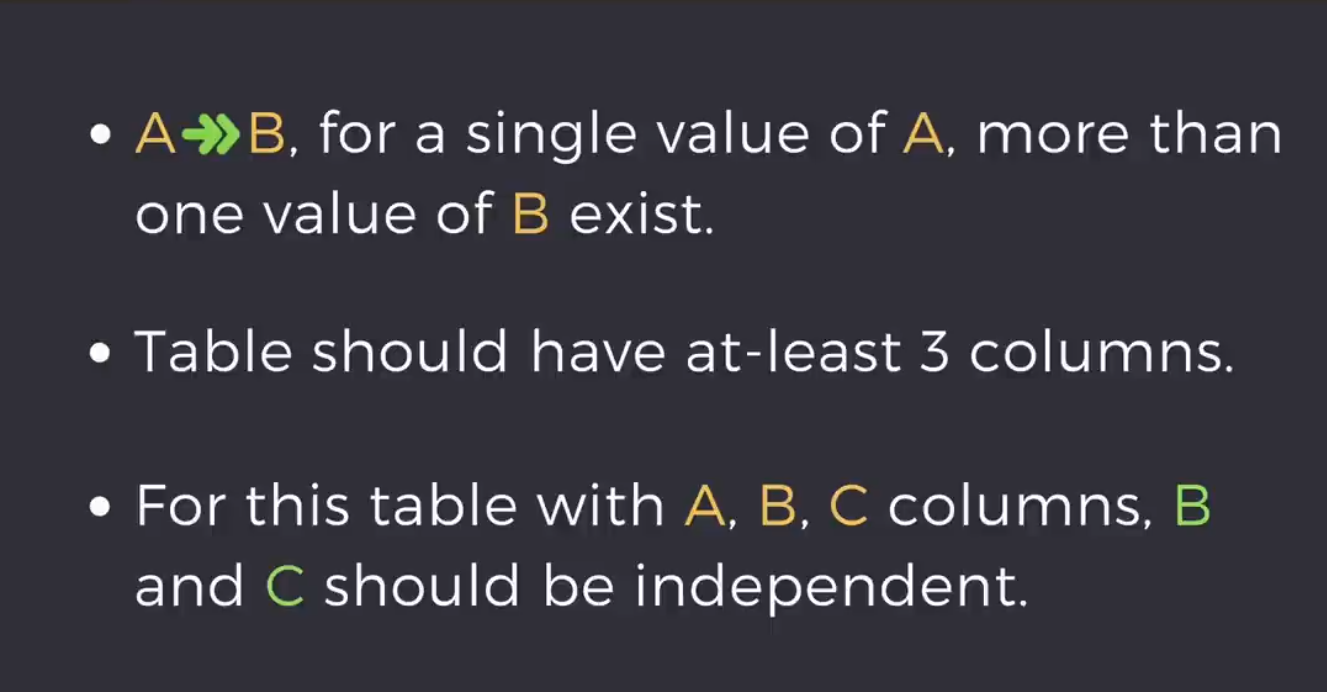 • A↠B, for a single value of A, more than
one value of B exist.
• Table should have at-least 3 columns.
• For this table with A, B, C columns, B
and C should be independent.